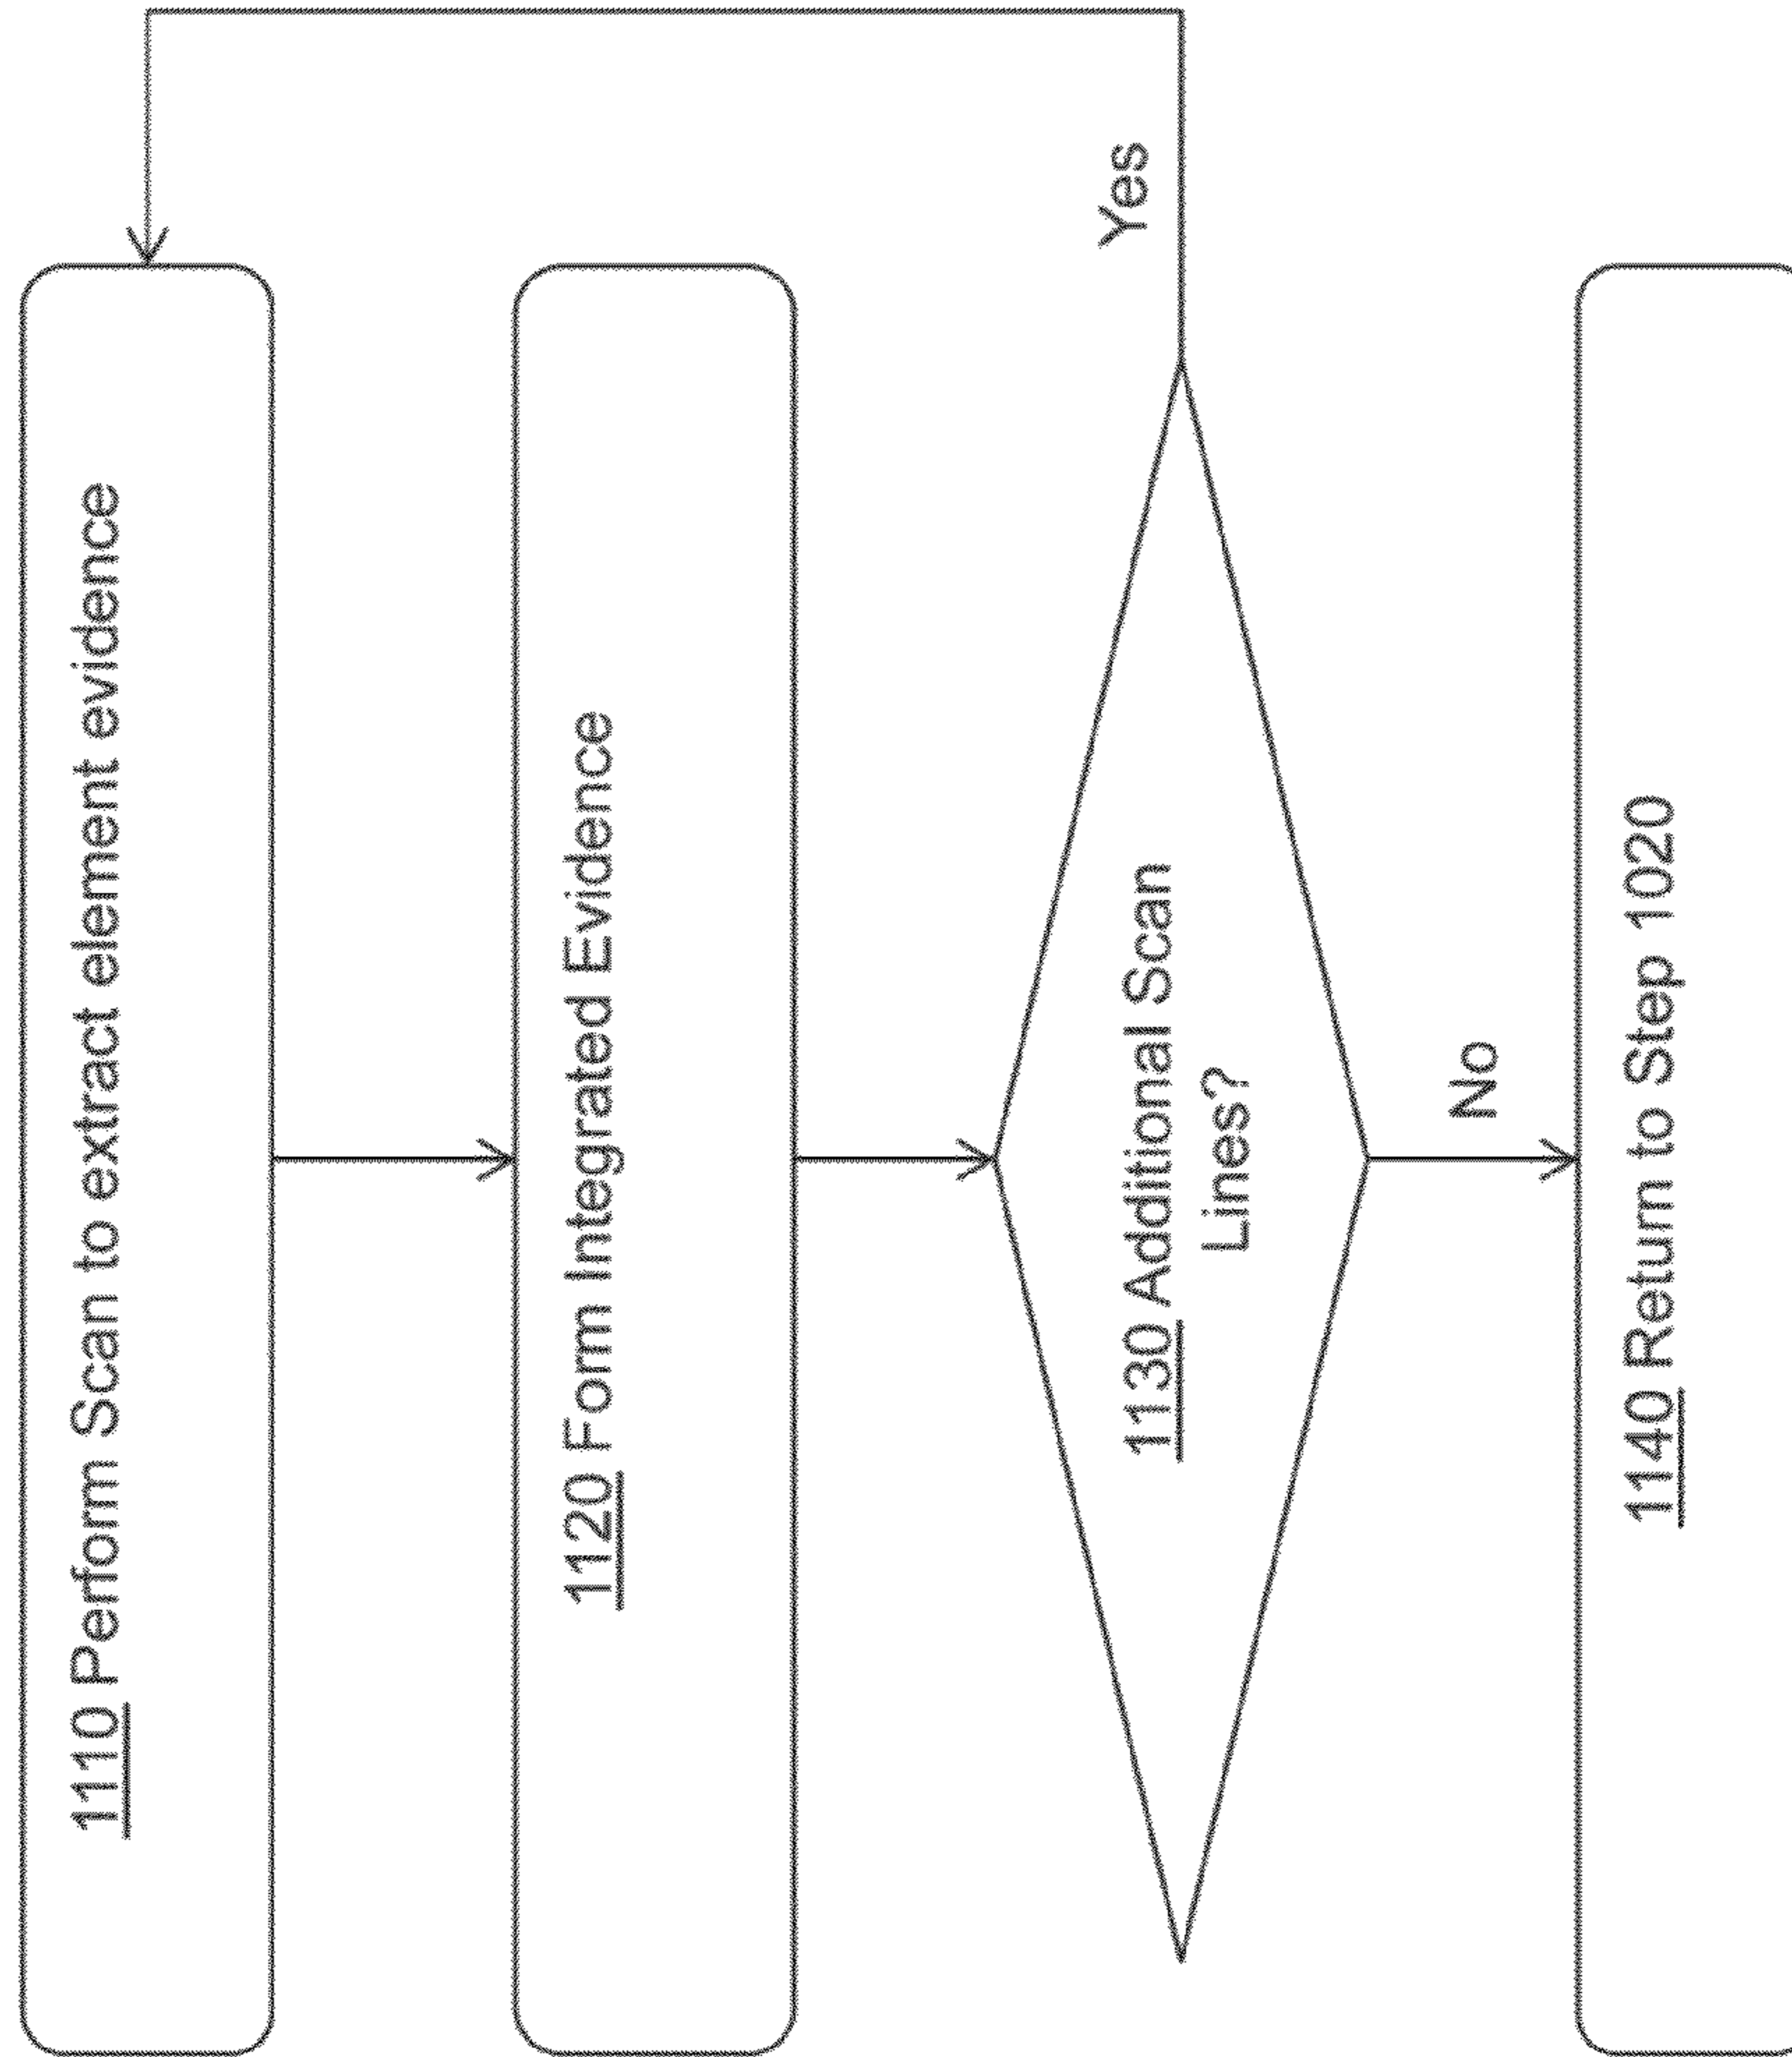 1110 Perform Scan to extract element evidence
1120 Form Integrated Evidence
1130 Additional Scan
Lines?
Yes
No
1140 Return to Step 1020